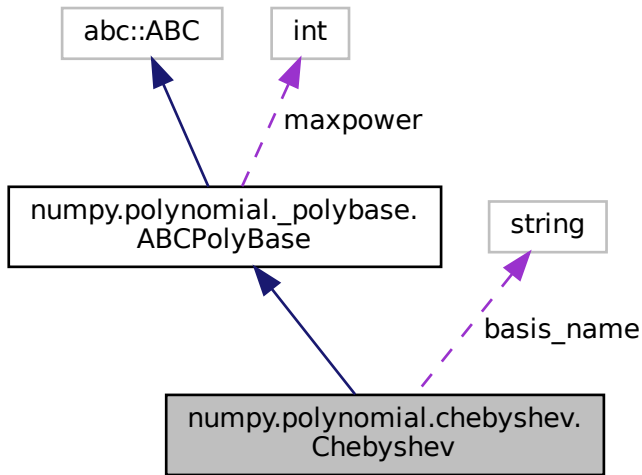 abc::ABC
int
maxpower
numpy.polynomial._polybase.
ABCPolyBase
string
basis_name
numpy.polynomial.chebyshev.
Chebyshev